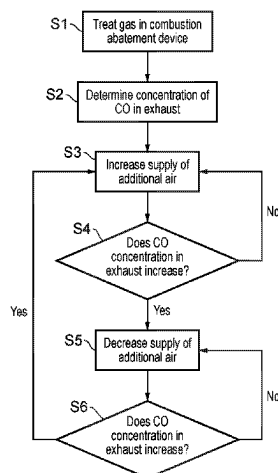 S1
Treat gas in combustion
abatement device
S2
Determine concentration of
CO in exhaust
S3
Increase supply of
additional air
S4
Does CO
concentration in
exhaust increase?
No
Yes
Yes
S5
Decrease supply of
additional air
S6
Does CO
concentration in
exhaust increase?
No